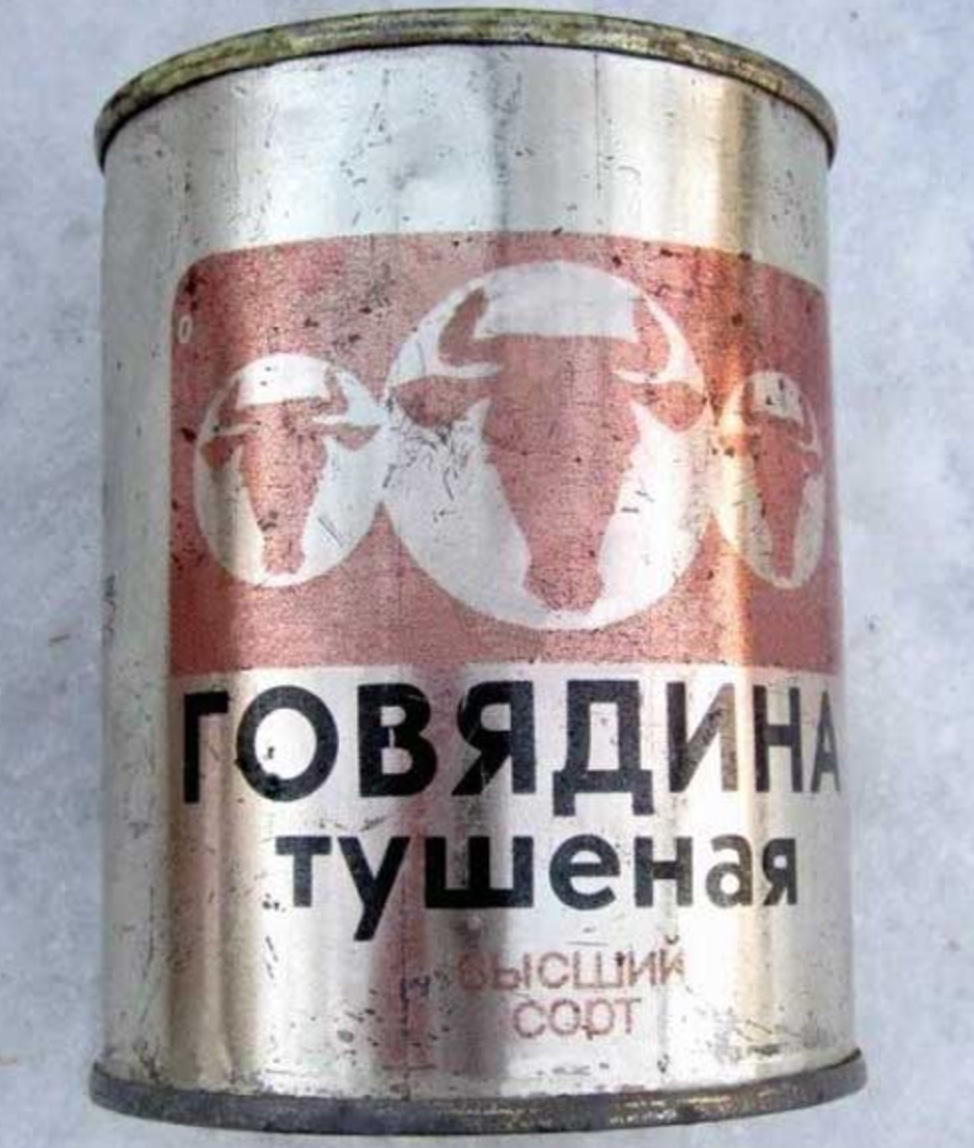 ГОВЯДИНА
тушеная
высший
сорт